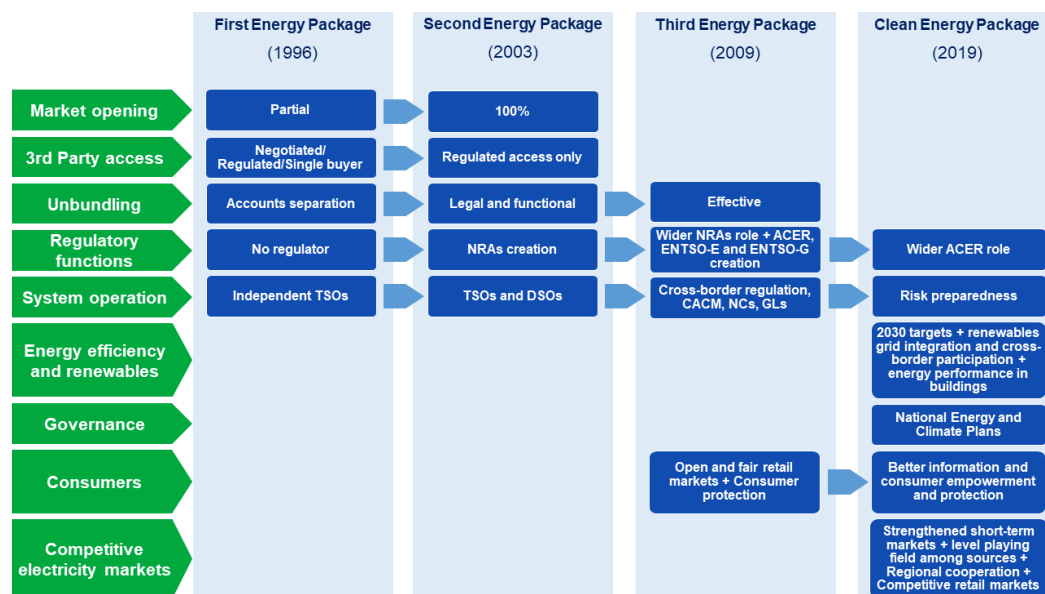 First Energy Package
(1996)
Second Energy Package
(2003)
Third Energy Package
(2009)
Clean Energy Package
(2019)
Market opening
Partial
100%
3rd Party access
Negotiated/
Regulated/Single buyer
Regulated access only
Unbundling
Accounts separation
Legal and functional
Effective
Regulatory
functions
No regulator
NRAs creation
Wider NRAs role + ACER,
ENTSO-E and ENTSO-G
creation
Wider ACER role
System operation
Independent TSOs
TSOs and DSOs
Cross-border regulation,
CACM, NCs, GLs
Risk preparedness
Energy efficiency
and renewables
2030 targets + renewables
grid integration and cross-
border participation +
energy performance in
buildings
Governance
National Energy and
Climate Plans
Consumers
Open and fair retail
markets + Consumer
protection
Better information and
consumer empowerment
and protection
Competitive
electricity markets
Strengthened short-term
markets + level playing
field among sources +
Regional cooperation +
Competitive retail markets